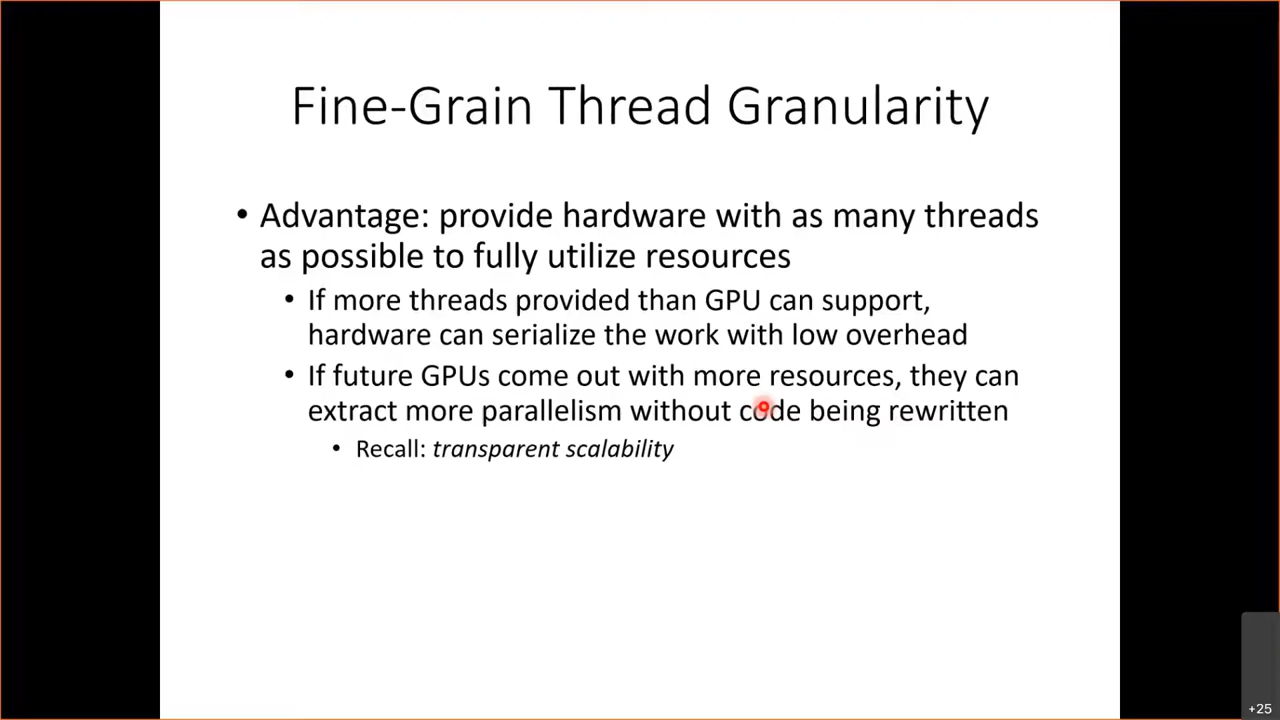 Fine-Grain Thread Granularity
• Advantage: provide hardware with as many threads
as possible to fully utilize resources
• If more threads provided than GPU can support,
hardware can serialize the work with low overhead
• If future GPUs come out with more resources, they can
extract more parallelism without code being rewritten
• Recall: transparent scalability
+25